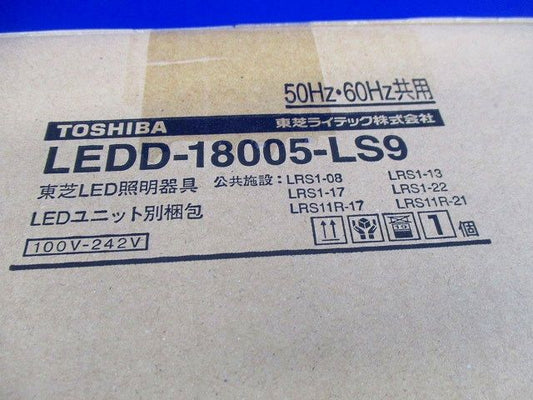 50Hz・60Hz共用
TOSHIBA 東芝ライテック株式会社
LEDD-18005-LS9
東芝LED照明器具
LEDユニット別梱包
100V-242V
公共施設：LRS1-08 LRS1-13
LRS1-17 LRS1-22
LRS11R-17 LRS11R-21
1個